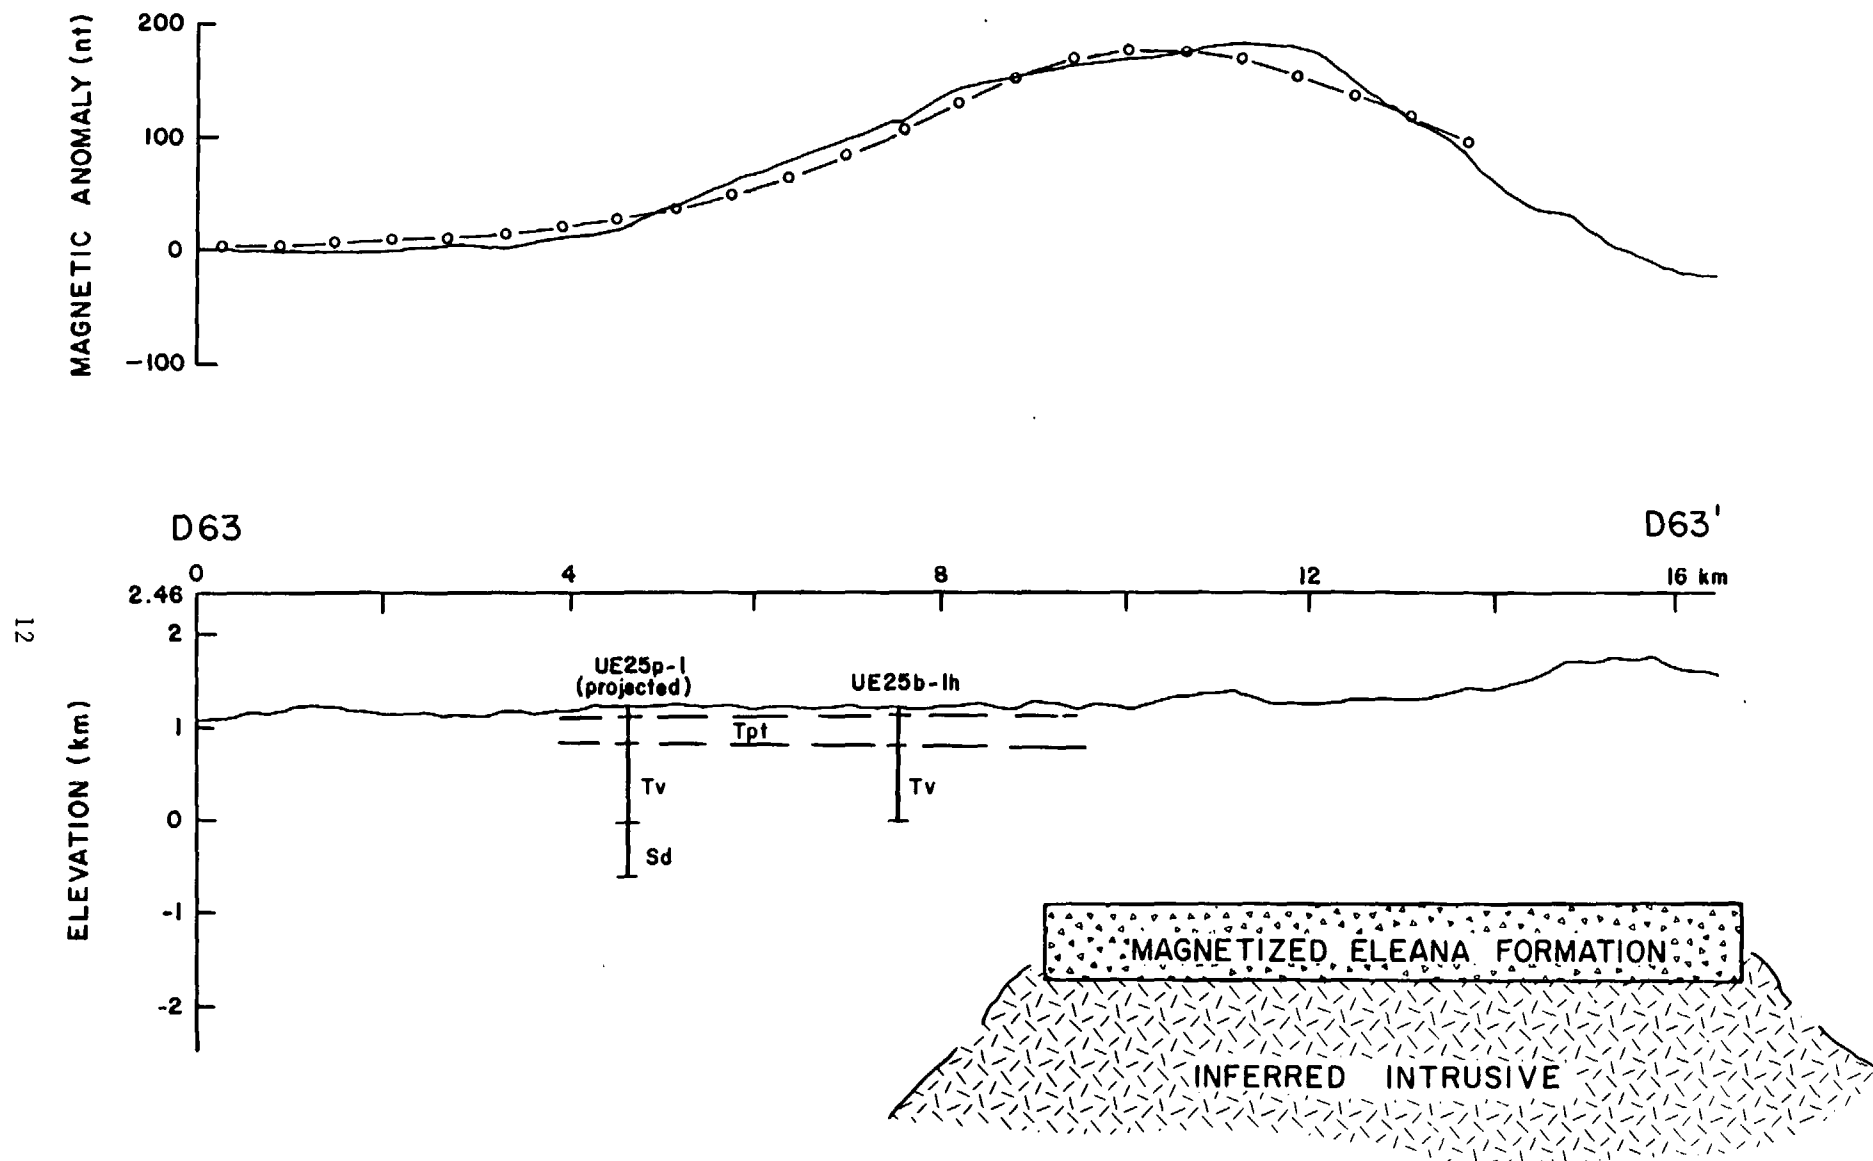 200
100
0
-100
MAGNETIC ANOMALY (nt)
D63
D63'
0
4
8
12
16 km
2.46
2
1
0
-1
-2
ELEVATION (km)
UE25p-1
(projected)
UE25b-1h
Tpt
Tv
Tv
Sd
MAGNETIZED ELEANA FORMATION
INFERRED INTRUSIVE
12